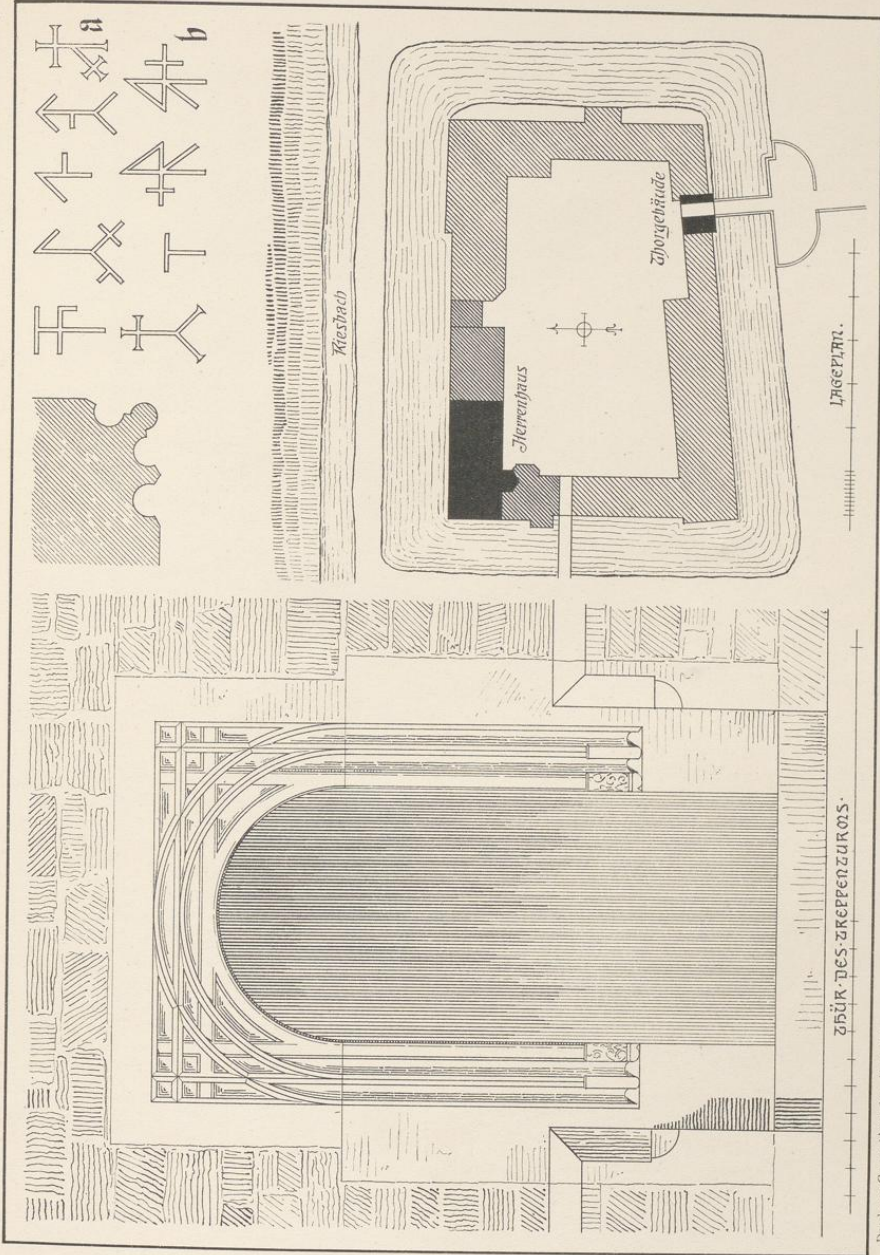 a
b
Kiesbach
Herrenhaus
Thorgebäude
N
LAGEPLAN.
THÜR·DES·TREPPENTURMS·